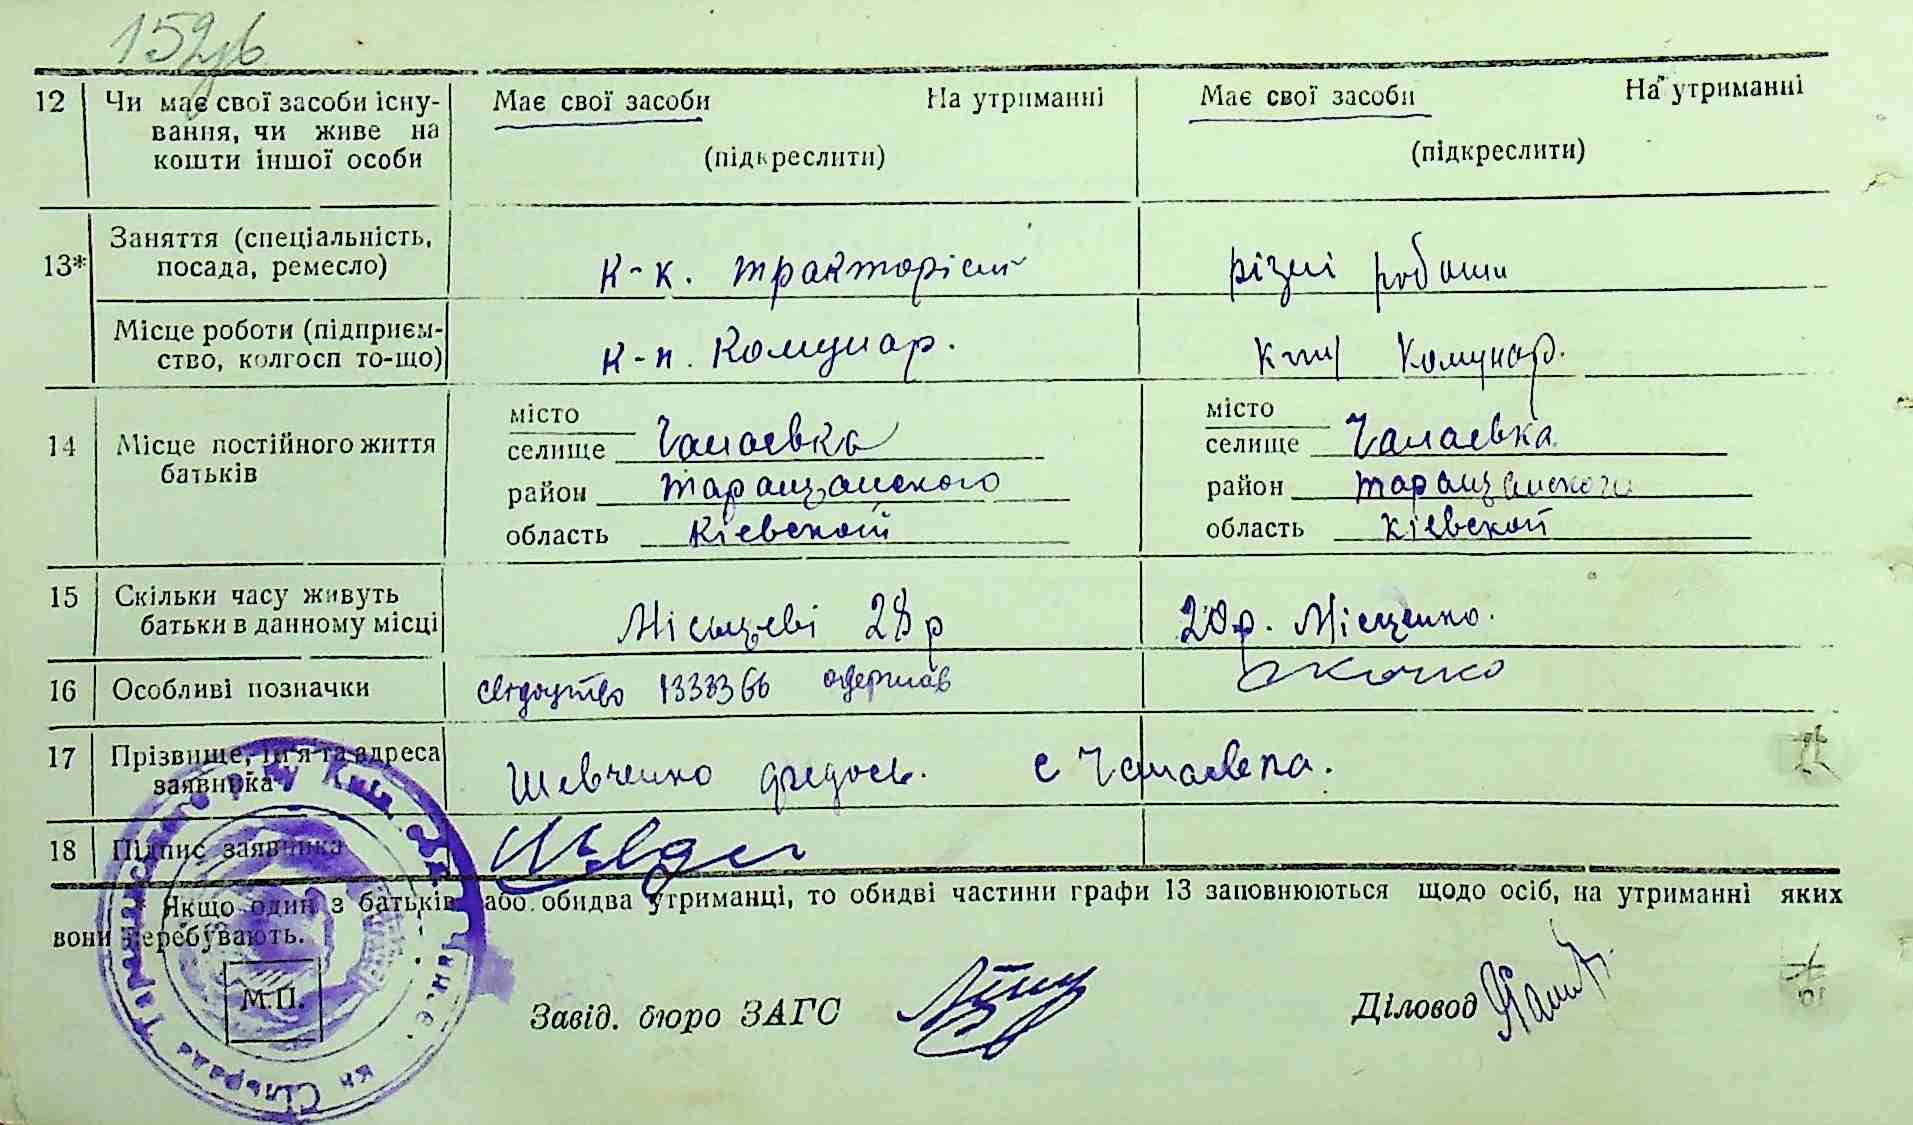 12 Чи має свої засоби існу-
вання, чи живе на
кошти іншої особи
Має свої засоби На утриманні
(підкреслити)
Має свої засоби На утриманні
(підкреслити)
13* Заняття (спеціальність,
посада, ремесло)
к-к. тракторіст
різні роботи
Місце роботи (підприєм-
ство, колгосп то-що)
к-п. Комунар.
Комунар.
14 Місце постійного життя
батьків
місто
селище Чапаевка
район таращанского
область Кіевской
місто
селище Чапаевка
район таращанского
область Кіевской
15 Скільки часу живуть
батьки в данному місці
Місцеві 28 р
20 р.
16 Особливі позначки
свідоцтво 1333366 одержав
17 Прізвище, ім'я та адреса
заявника
Шевченко федось. с Чапаевка.
18 Підпис заявника
Якщо один з батьків, або обидва утриманці, то обидві частини графи 13 заповнюються щодо осіб, на утриманні яких
вони перебувають.
М.П.
Завід. бюро ЗАГС
Діловод